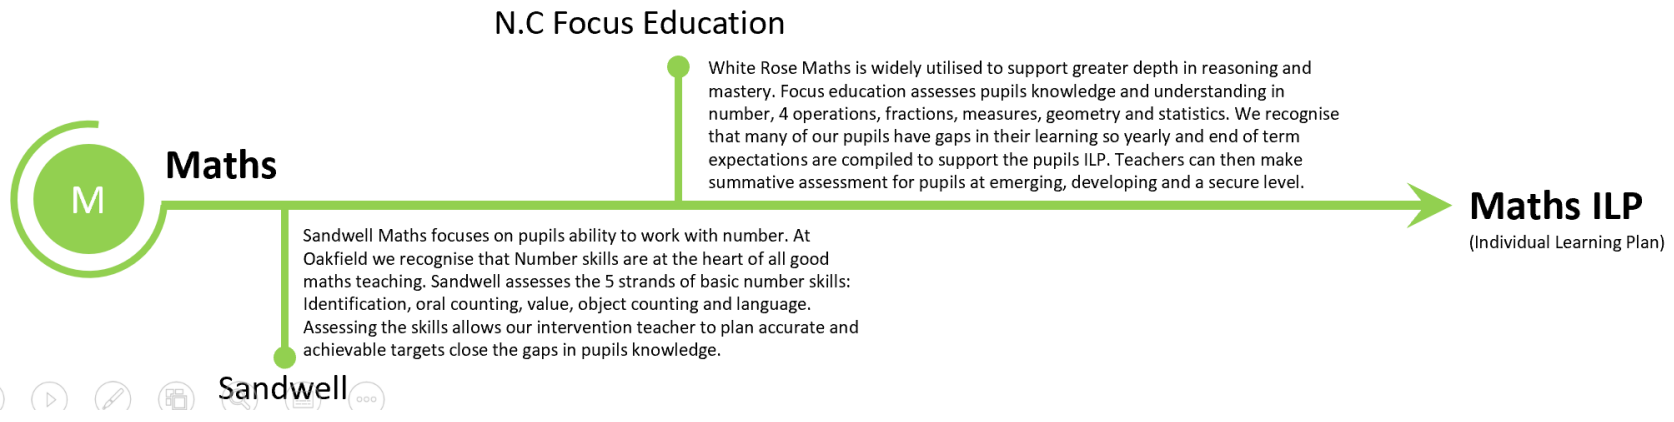 N.C Focus Education
White Rose Maths is widely utilised to support greater depth in reasoning and
mastery. Focus education assesses pupils knowledge and understanding in
number, 4 operations, fractions, measures, geometry and statistics. We recognise
that many of our pupils have gaps in their learning so yearly and end of term
expectations are compiled to support the pupils ILP. Teachers can then make
summative assessment for pupils at emerging, developing and a secure level.
Maths
M
Maths ILP
(Individual Learning Plan)
Sandwell Maths focuses on pupils ability to work with number. At
Oakfield we recognise that Number skills are at the heart of all good
maths teaching. Sandwell assesses the 5 strands of basic number skills:
Identification, oral counting, value, object counting and language.
Assessing the skills allows our intervention teacher to plan accurate and
achievable targets close the gaps in pupils knowledge.
Sandwell